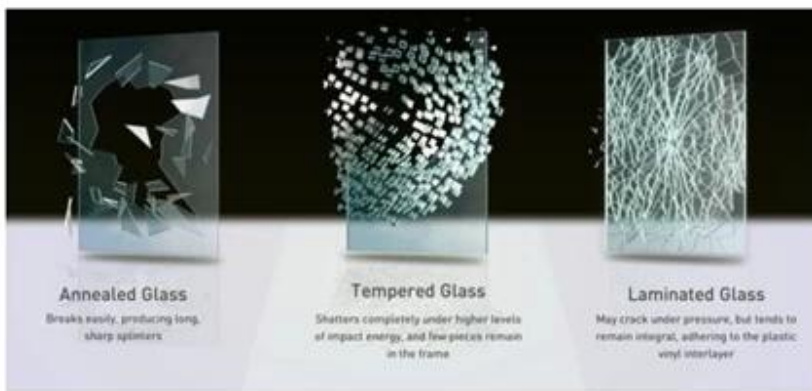 Annealed Glass
Breaks easily, producing long,
sharp splinters
Tempered Glass
Shatters completely under higher levels
of impact energy, and few pieces remain
in the frame
Laminated Glass
May crack under pressure, but tends to
remain integral, adhering to the plastic
vinyl interlayer